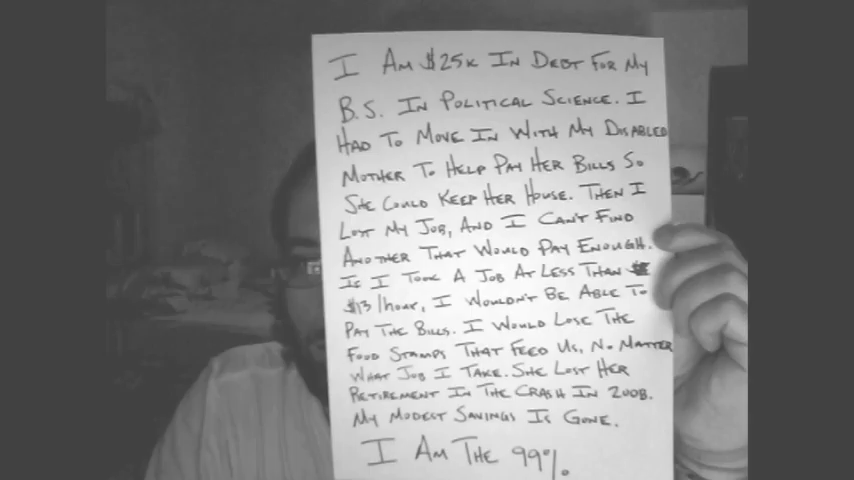 I AM $25K IN DEBT FOR MY
B.S. IN POLITICAL SCIENCE. I
HAD TO MOVE IN WITH MY DISABLED
MOTHER TO HELP PAY HER BILLS SO
SHE COULD KEEP HER HOUSE. THEN I
LOST MY JOB, AND I CAN'T FIND
ANOTHER THAT WOULD PAY ENOUGH.
IS I TOOK A JOB AT LESS THAN
$13/HOUR, I WOULDN'T BE ABLE TO
PAY THE BILLS. I WOULD LOSE THE
FOOD STAMPS THAT FEED US, NO MATTER
WHAT JOB I TAKE. SHE LOST HER
RETIREMENT IN THE CRASH IN 2008.
MY MODEST SAVINGS IS GONE.
I AM THE 99%.